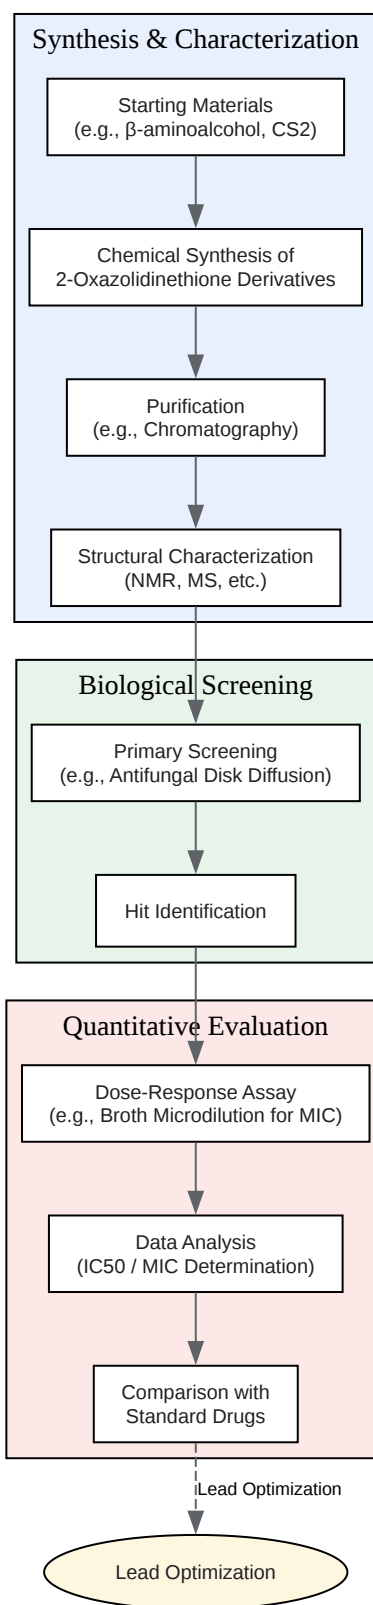 Synthesis & Characterization
Starting Materials
(e.g., β-aminoalcohol, CS2)
Chemical Synthesis of
2-Oxazolidinethione Derivatives
Purification
(e.g., Chromatography)
Structural Characterization
(NMR, MS, etc.)
Biological Screening
Primary Screening
(e.g., Antifungal Disk Diffusion)
Hit Identification
Quantitative Evaluation
Dose-Response Assay
(e.g., Broth Microdilution for MIC)
Data Analysis
(IC50 / MIC Determination)
Comparison with
Standard Drugs
Lead Optimization
Lead Optimization